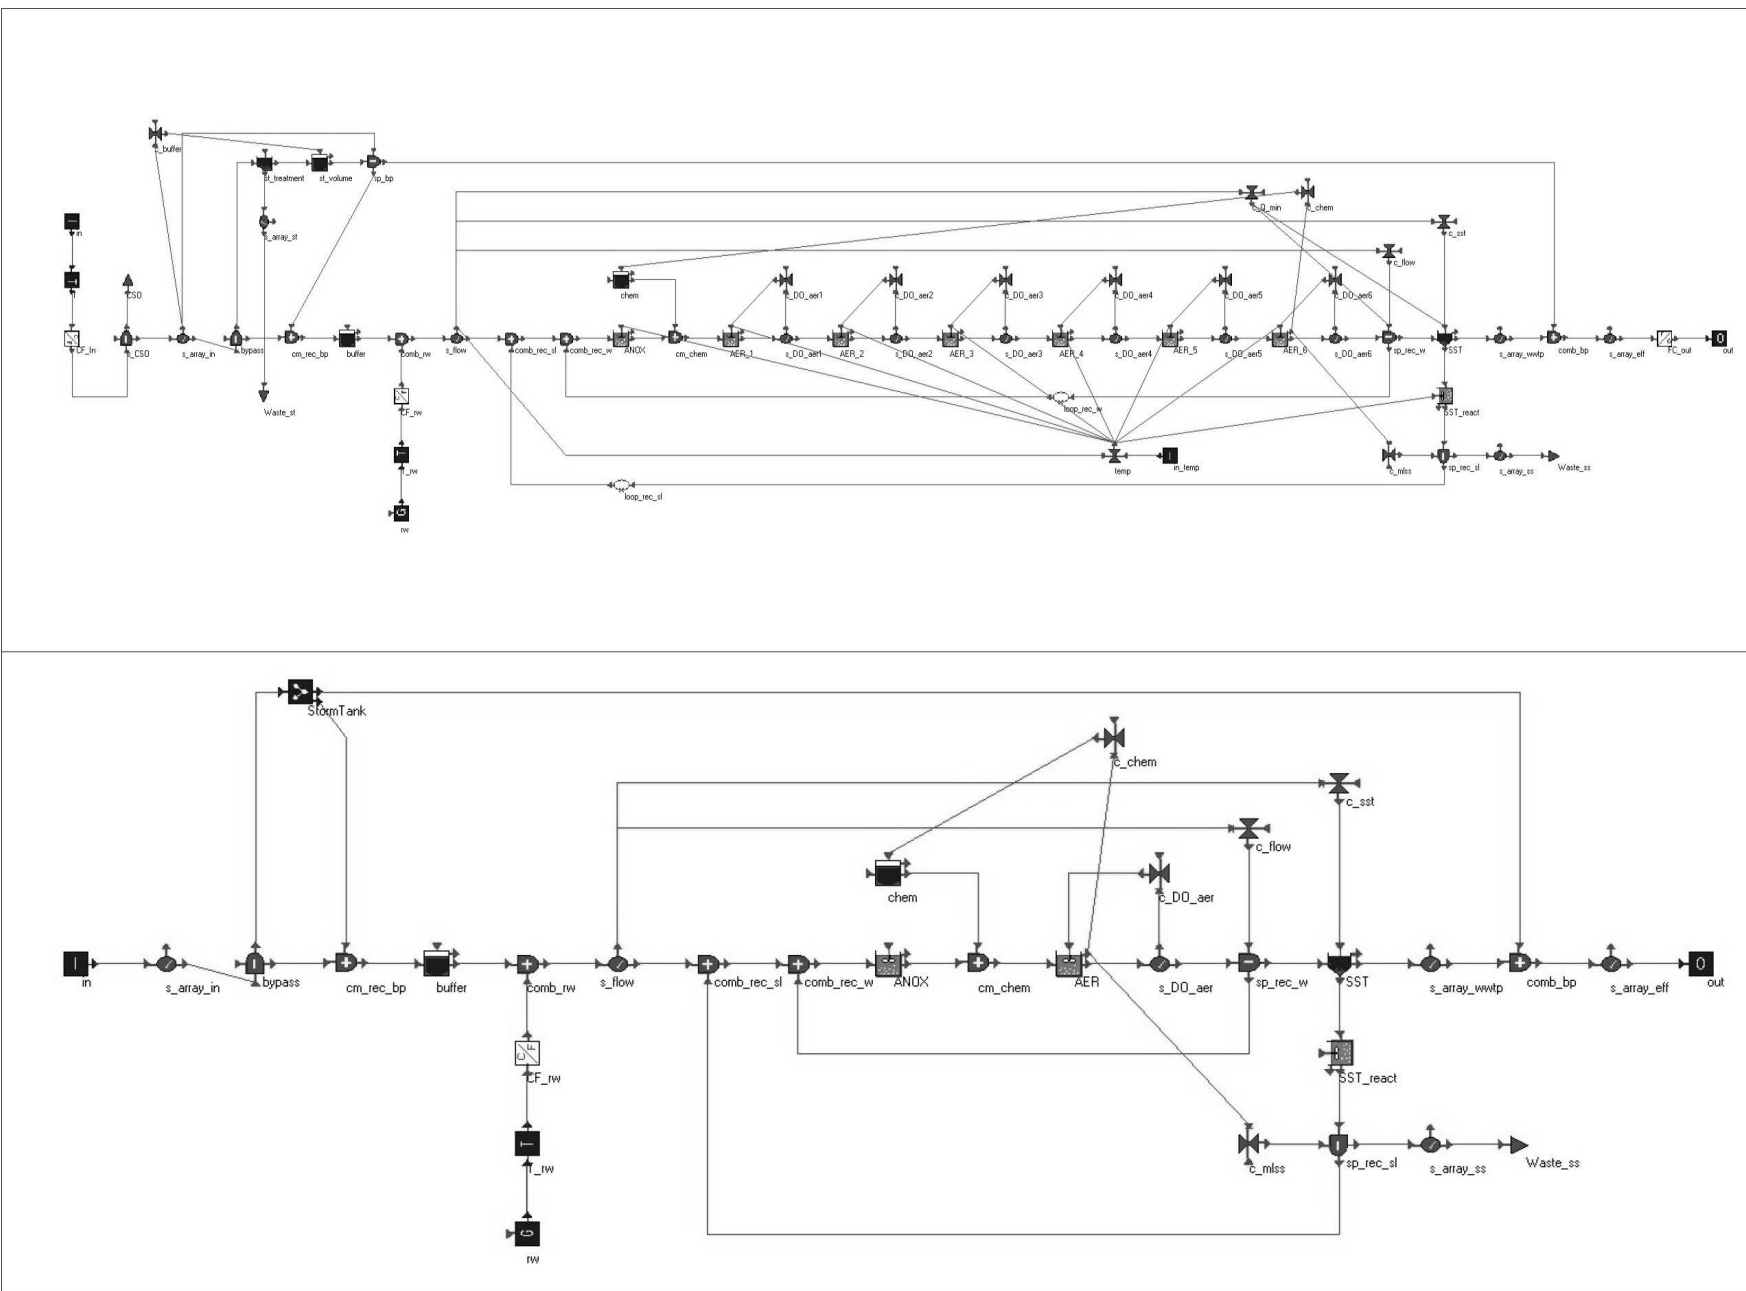 c_buffer
st_treatment st_volume sp_bp
c_Q_min c_chem
in s_array_st c_sst
c_flow
T CSO chem c_DO_aer1 c_DO_aer2 c_DO_aer3 c_DO_aer4 c_DO_aer5 c_DO_aer6
CF_In s_CSO s_array_in bypass cm_rec_bp buffer comb_rw s_flow comb_rec_sl comb_rec_w ANOX cm_chem AER_1 s_DO_aer1 AER_2 s_DO_aer2 AER_3 s_DO_aer3 AER_4 s_DO_aer4 AER_5 s_DO_aer5 AER_6 s_DO_aer6 sp_rec_w SST s_array_wwtp comb_bp s_array_eff FC_out out
Waste_st CF_rw loop_rec_w SST_react
T_rw temp in_temp c_mlss sp_rec_sl s_array_ss Waste_ss
loop_rec_sl
rw
StormTank
c_chem
c_sst
c_flow
chem c_DO_aer
in s_array_in bypass cm_rec_bp buffer comb_rw s_flow comb_rec_sl comb_rec_w ANOX cm_chem AER s_DO_aer sp_rec_w SST s_array_wwtp comb_bp s_array_eff out
CF_rw SST_react
T_rw c_mlss sp_rec_sl s_array_ss Waste_ss
rw